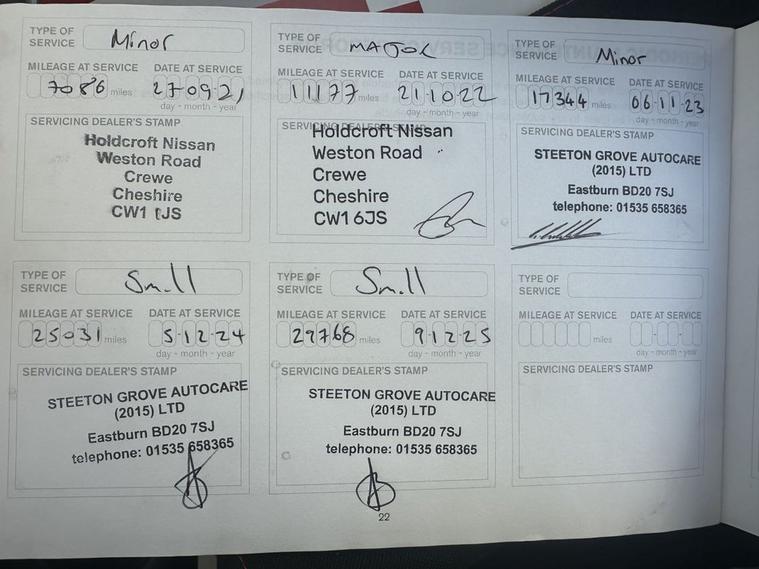 TYPE OF SERVICE Minor
MILEAGE AT SERVICE DATE AT SERVICE
7086 miles 27·09·21
day - month - year
SERVICING DEALER'S STAMP
Holdcroft Nissan
Weston Road
Crewe
Cheshire
CW1 6JS
TYPE OF SERVICE MAJOR
MILEAGE AT SERVICE DATE AT SERVICE
11177 miles 21·10·22
day - month - year
SERVICING DEALER'S STAMP
Holdcroft Nissan
Weston Road
Crewe
Cheshire
CW1 6JS
TYPE OF SERVICE Minor
MILEAGE AT SERVICE DATE AT SERVICE
17344 miles 06·11·23
day - month - year
SERVICING DEALER'S STAMP
STEETON GROVE AUTOCARE
(2015) LTD
Eastburn BD20 7SJ
telephone: 01535 658365
TYPE OF SERVICE Small
MILEAGE AT SERVICE DATE AT SERVICE
25031 miles 5·12·24
day - month - year
SERVICING DEALER'S STAMP
STEETON GROVE AUTOCARE
(2015) LTD
Eastburn BD20 7SJ
telephone: 01535 658365
TYPE OF SERVICE Small
MILEAGE AT SERVICE DATE AT SERVICE
29768 miles 9·12·25
day - month - year
SERVICING DEALER'S STAMP
STEETON GROVE AUTOCARE
(2015) LTD
Eastburn BD20 7SJ
telephone: 01535 658365
TYPE OF SERVICE
MILEAGE AT SERVICE DATE AT SERVICE
miles
day - month - year
SERVICING DEALER'S STAMP
22